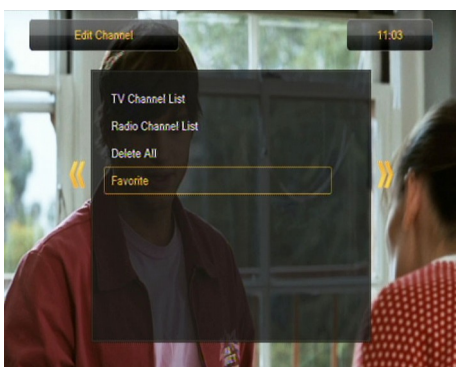 Edit Channel
11:03
TV Channel List
Radio Channel List
Delete All
Favorite